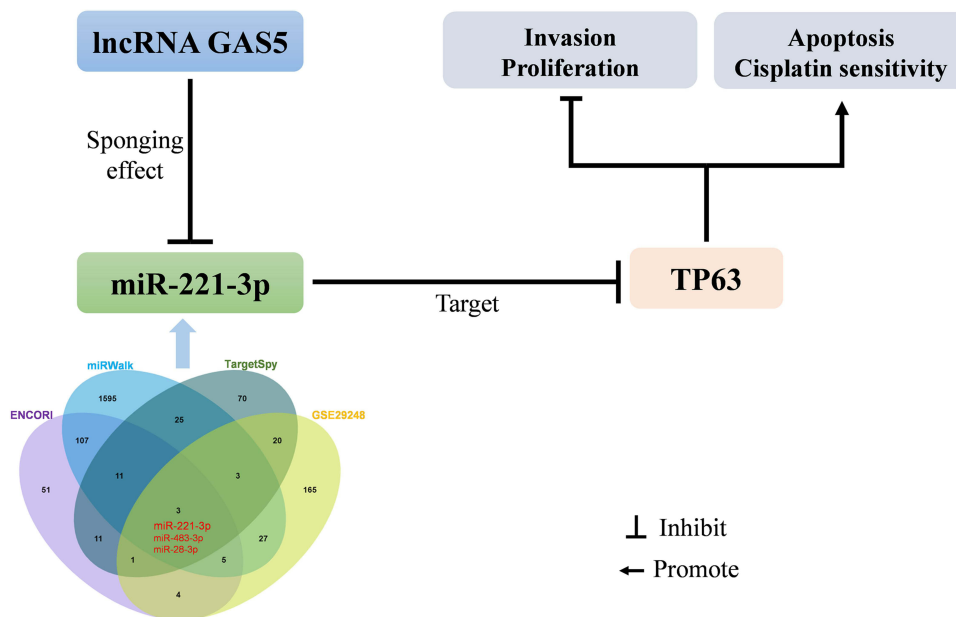 lncRNA GAS5
Invasion
Proliferation
Apoptosis
Cisplatin sensitivity
Sponging
effect
miR-221-3p
Target
TP63
miRWalk
TargetSpy
ENCORI
GSE29248
1595
70
25
107
20
11
3
51
165
3
miR-221-3p
miR-483-3p
miR-28-3p
11
27
1
5
4
Inhibit
Promote